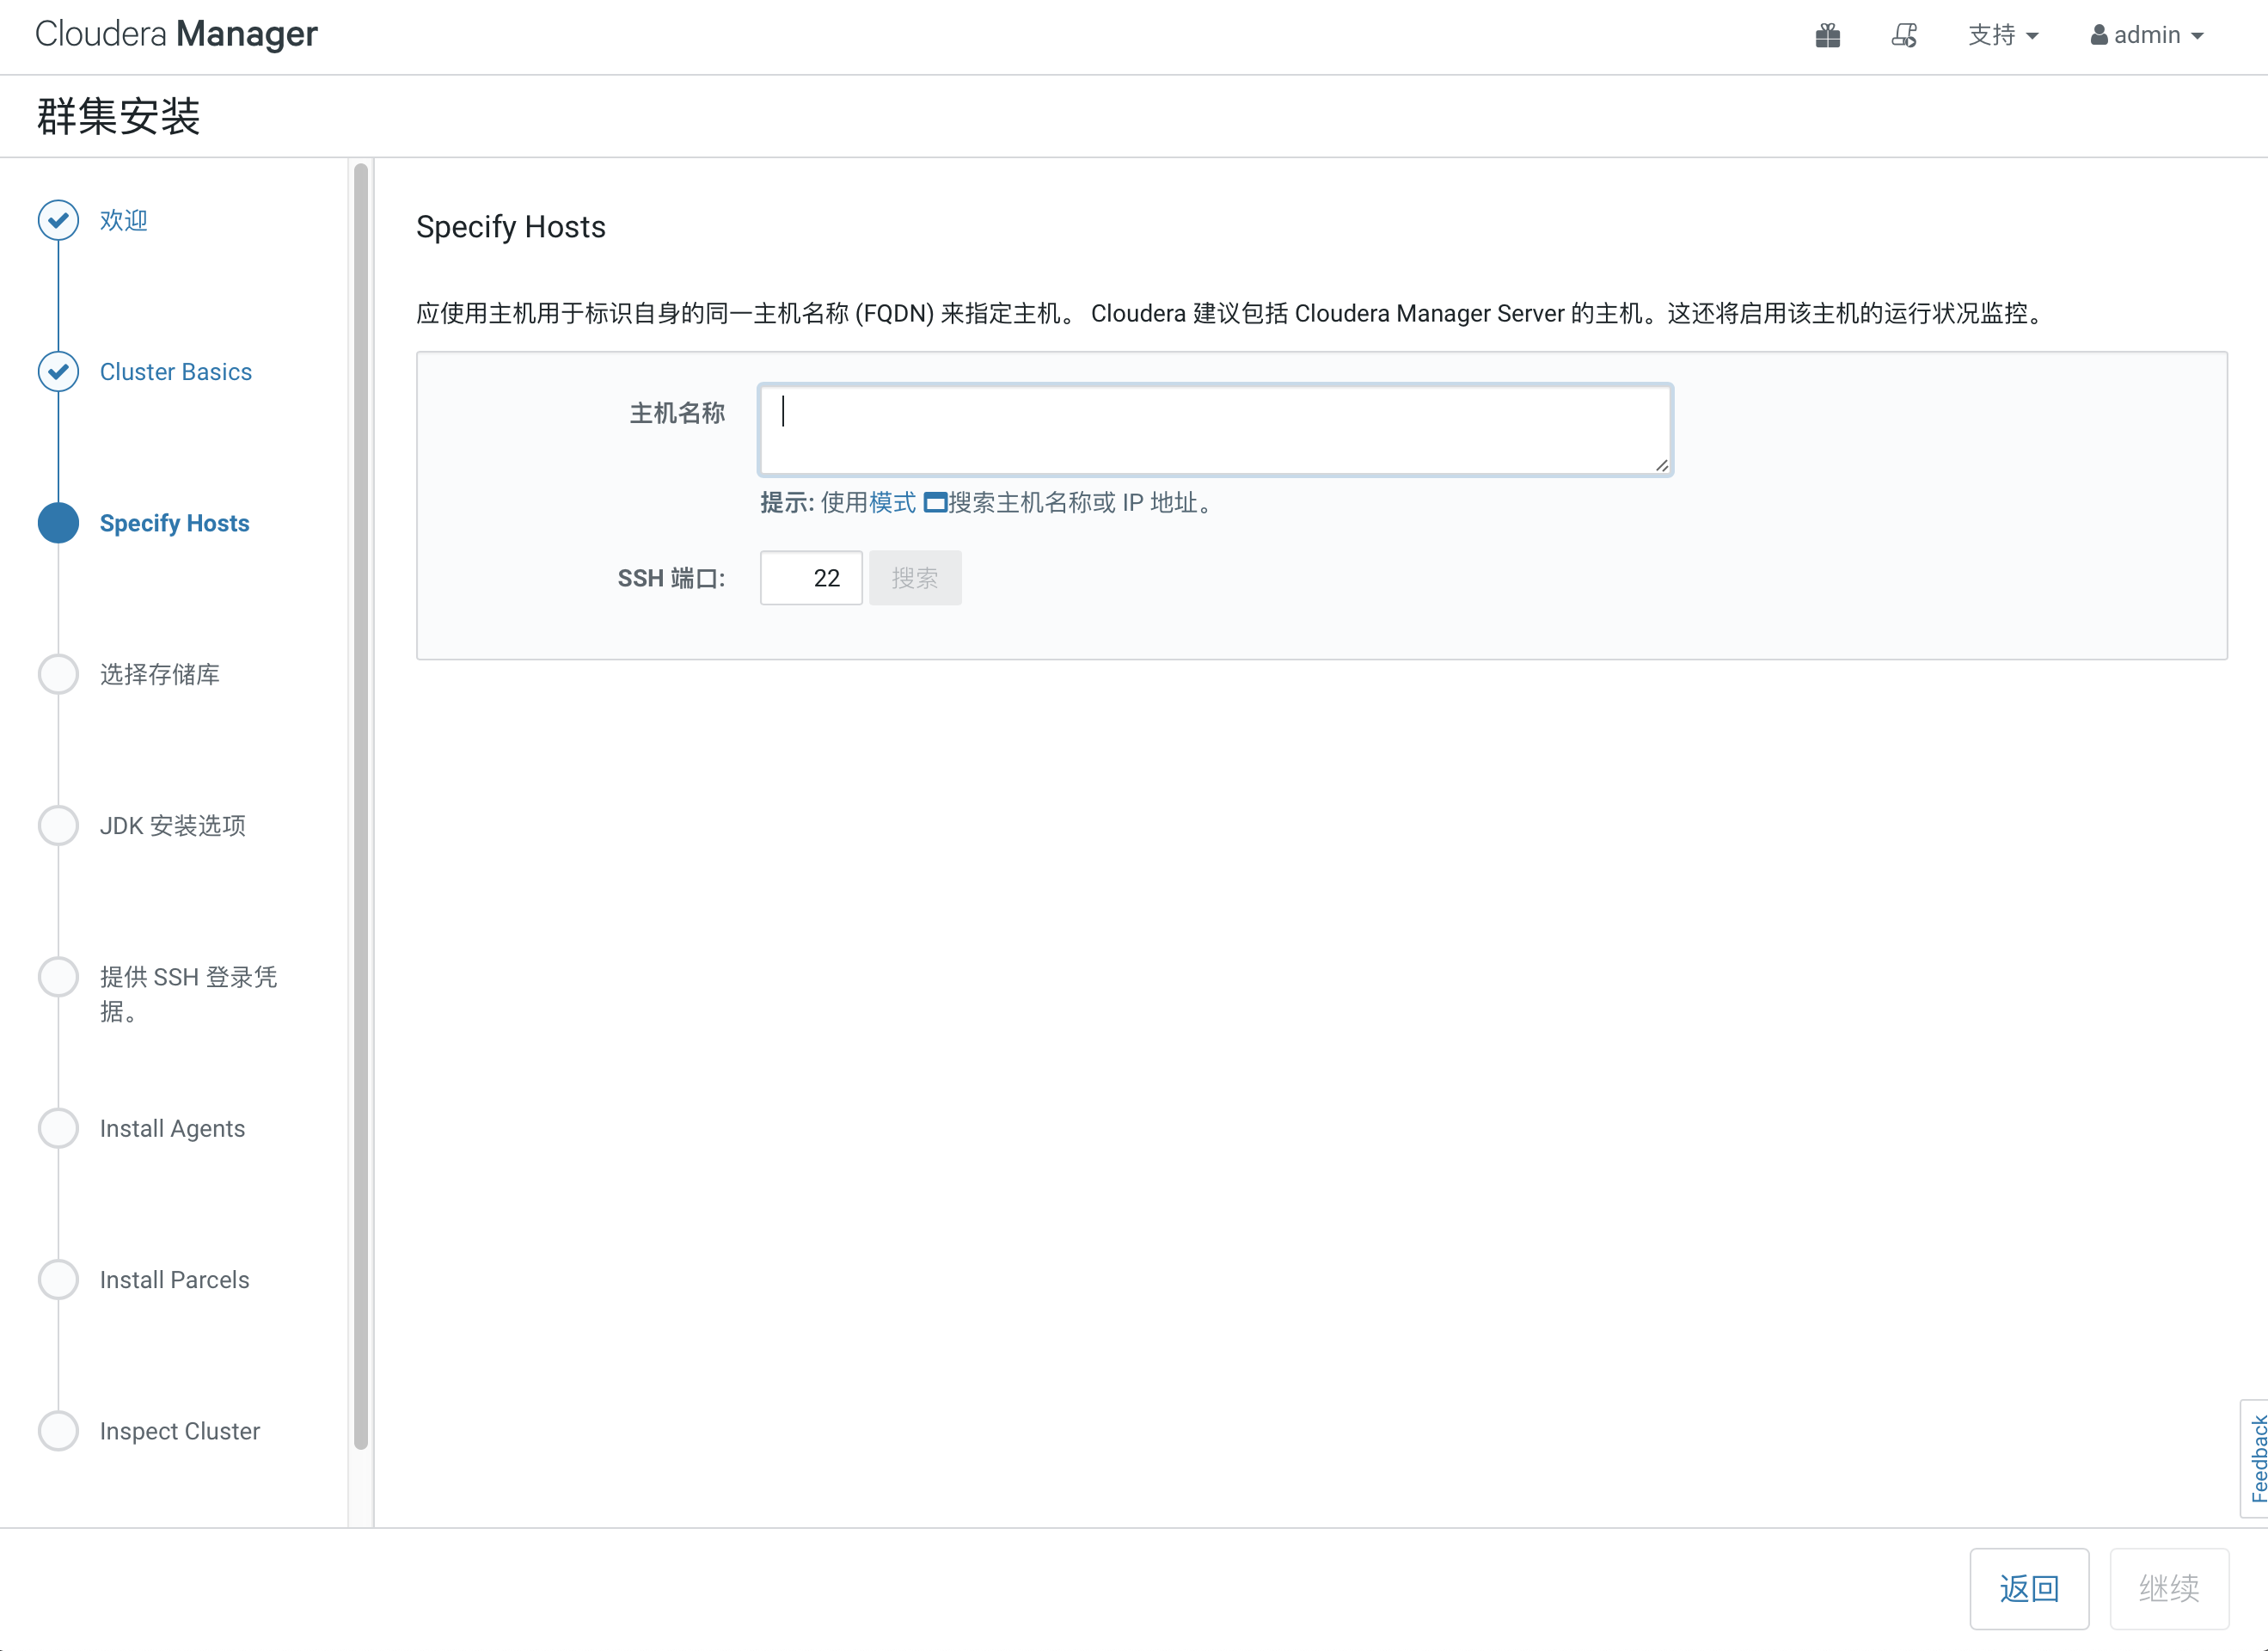 Cloudera Manager
支持
admin
群集安装
欢迎
Cluster Basics
Specify Hosts
选择存储库
JDK 安装选项
提供 SSH 登录凭
据。
Install Agents
Install Parcels
Inspect Cluster
Specify Hosts
应使用主机用于标识自身的同一主机名称 (FQDN) 来指定主机。 Cloudera 建议包括 Cloudera Manager Server 的主机。这还将启用该主机的运行状况监控。
主机名称
提示: 使用模式 搜索主机名称或 IP 地址。
SSH 端口: 22 搜索
Feedback
返回 继续